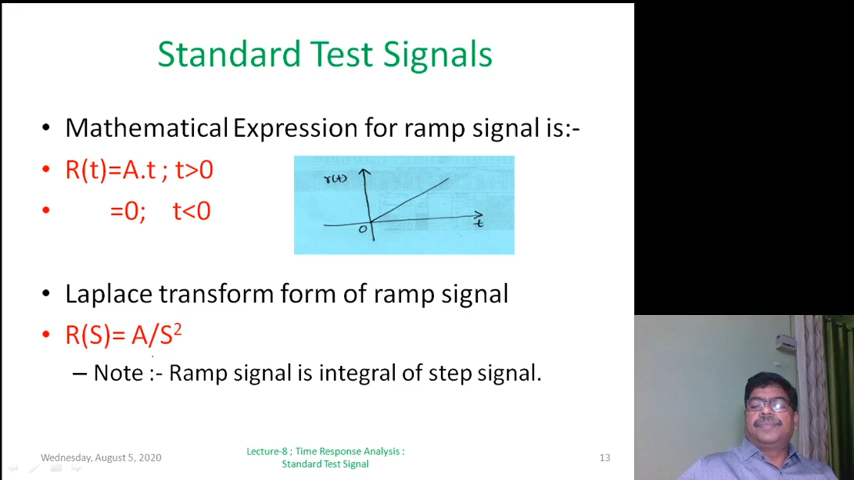 Standard Test Signals
• Mathematical Expression for ramp signal is:-
• R(t)=A.t ; t>0
• =0; t<0
r(t)
0
t
• Laplace transform form of ramp signal
• R(S)= A/S²
– Note :- Ramp signal is integral of step signal.
Wednesday, August 5, 2020
Lecture-8 ; Time Response Analysis :
Standard Test Signal
13